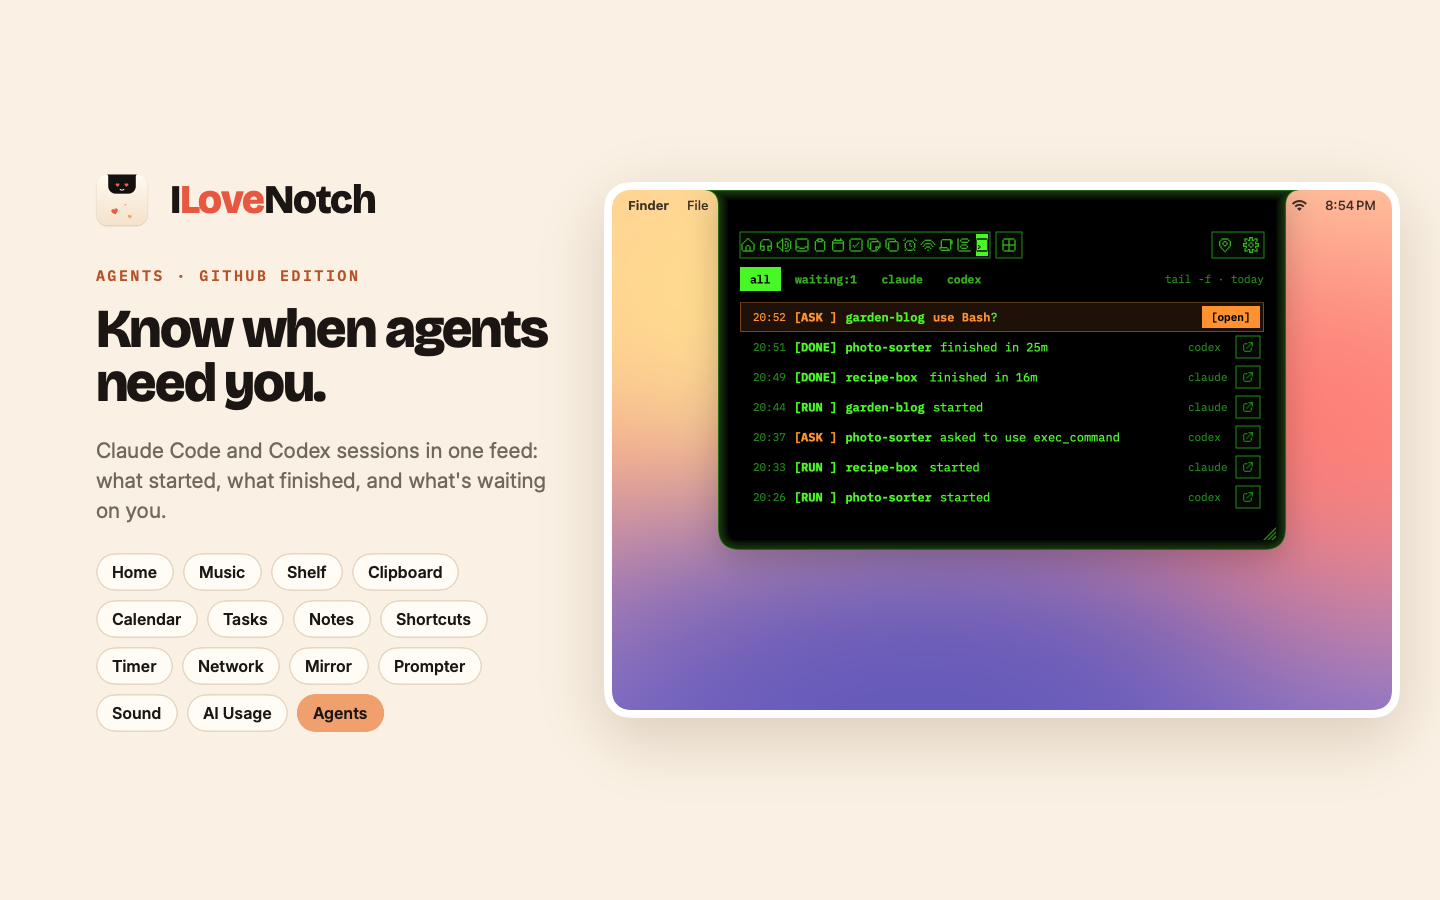 ILoveNotch
AGENTS · GITHUB EDITION
Know when agents
need you.
Claude Code and Codex sessions in one feed:
what started, what finished, and what's waiting
on you.
Home Music Shelf Clipboard
Calendar Tasks Notes Shortcuts
Timer Network Mirror Prompter
Sound AI Usage Agents
Finder File 8:54 PM
all waiting:1 claude codex tail -f · today
20:52 [ASK ] garden-blog use Bash? [open]
20:51 [DONE] photo-sorter finished in 25m codex
20:49 [DONE] recipe-box finished in 16m claude
20:44 [RUN ] garden-blog started claude
20:37 [ASK ] photo-sorter asked to use exec_command codex
20:33 [RUN ] recipe-box started claude
20:26 [RUN ] photo-sorter started codex